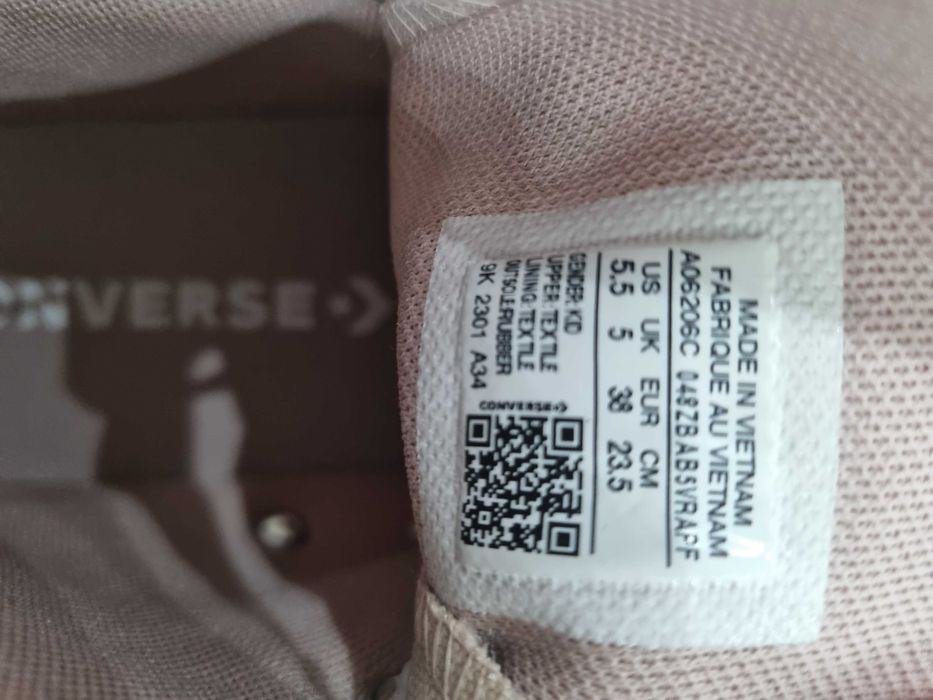 CONVERSE
MADE IN VIETNAM
FABRIQUE AU VIETNAM
A06206C 048ZBAB5VRAPF
US UK EUR CM
5.5 5 38 23.5
GENDER: KID
UPPER: TEXTILE
LINING: TEXTILE
OUTSOLE:RUBBER
9K 2301 A34
CONVERSE